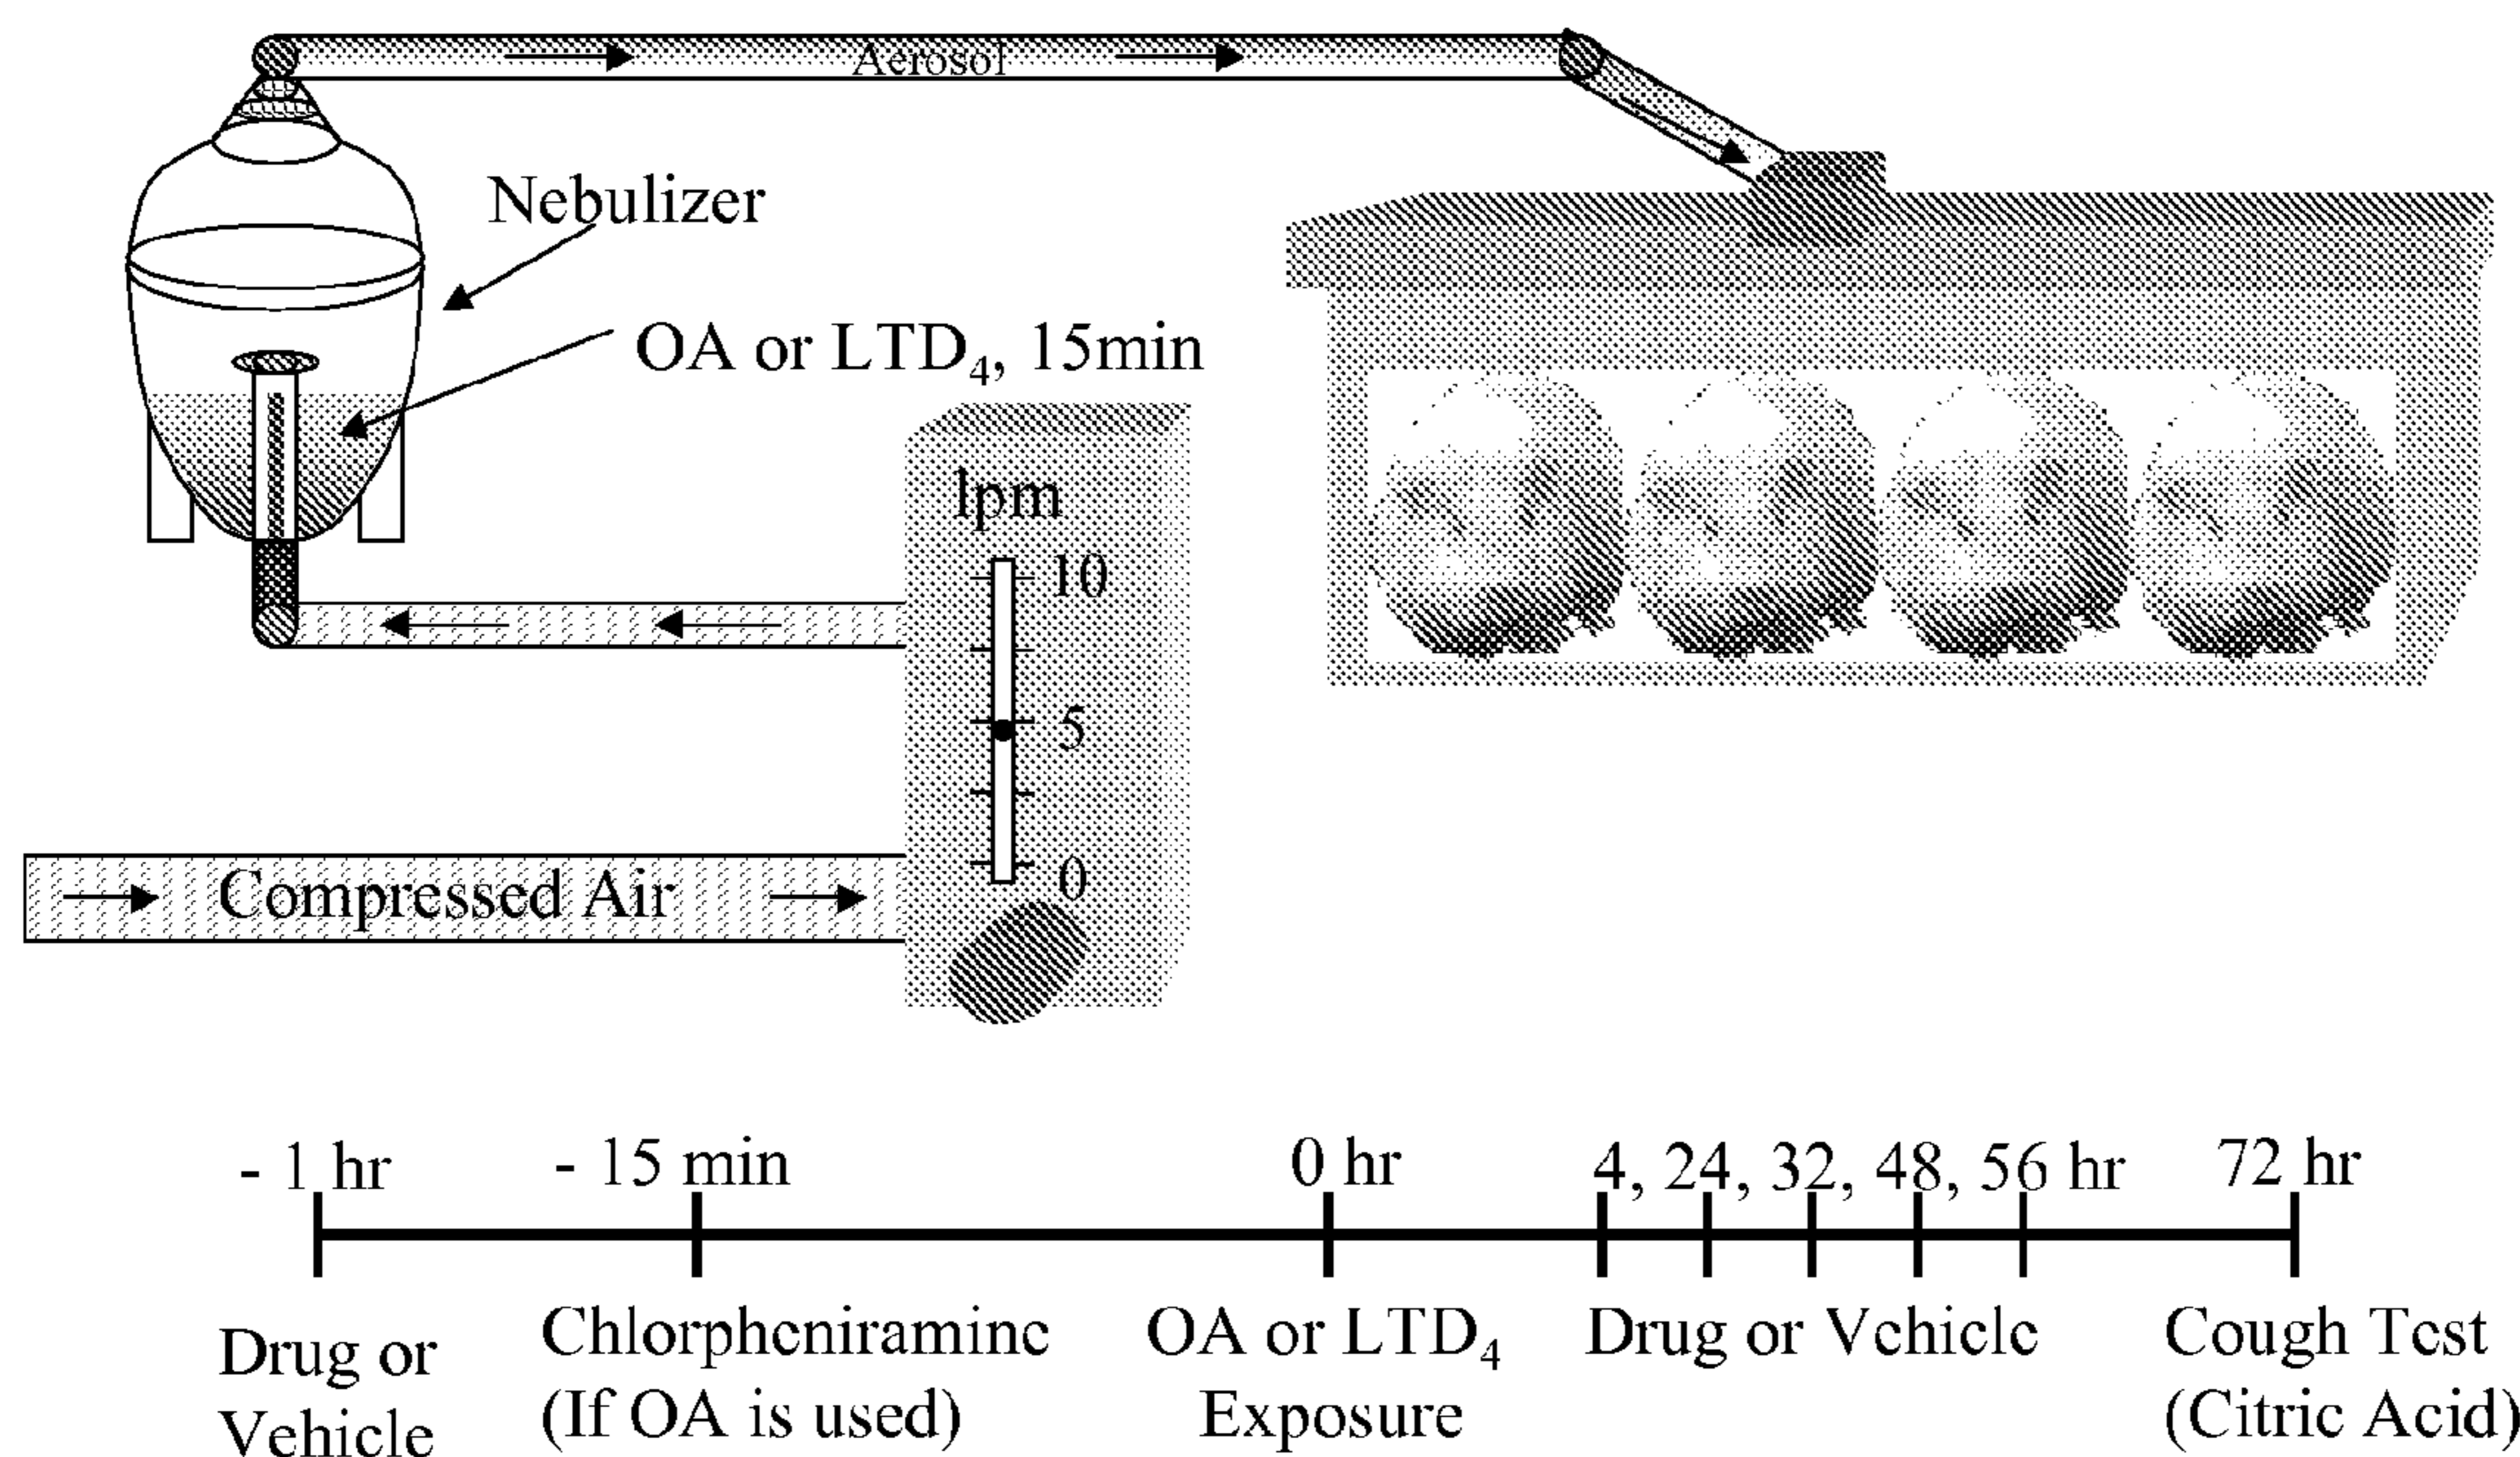 Aerosol
Nebulizer
OA or LTD₄, 15min
lpm
10
5
0
Compressed Air
- 1 hr
- 15 min
0 hr
4, 24, 32, 48, 56 hr
72 hr
Drug or
Vehicle
Chlorpheniramine
(If OA is used)
OA or LTD₄
Exposure
Drug or Vehicle
Cough Test
(Citric Acid)